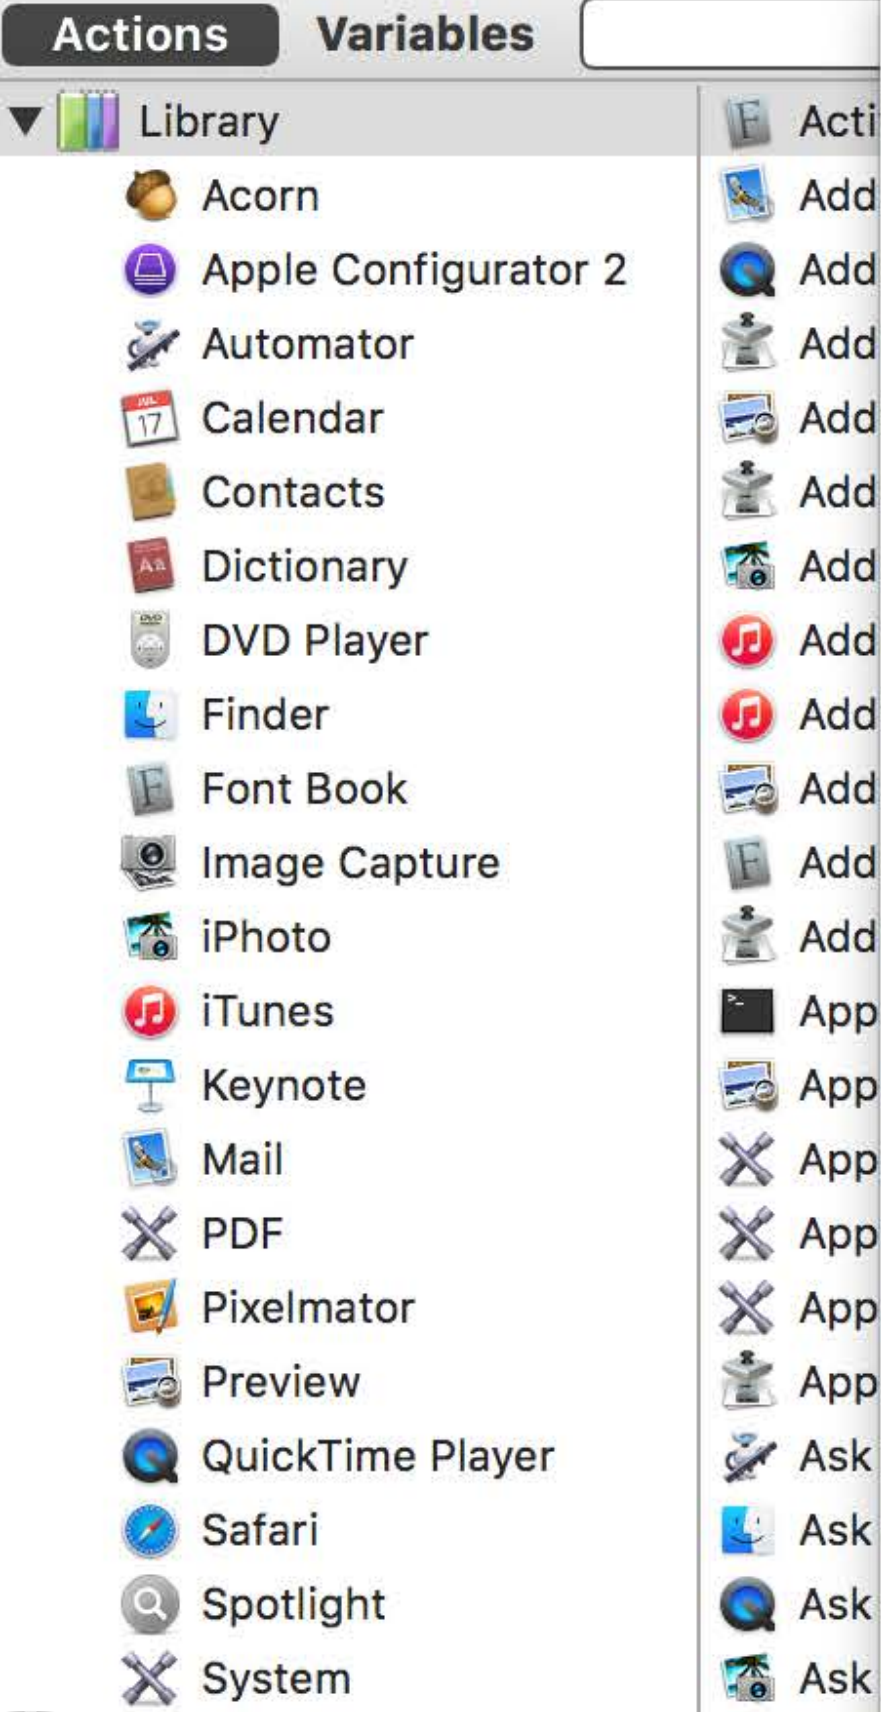 Actions Variables
Library
Acorn
Apple Configurator 2
Automator
Calendar
Contacts
Dictionary
DVD Player
Finder
Font Book
Image Capture
iPhoto
iTunes
Keynote
Mail
PDF
Pixelmator
Preview
QuickTime Player
Safari
Spotlight
System
Acti
Add
Add
Add
Add
Add
Add
Add
Add
Add
Add
Add
App
App
App
App
App
App
Ask
Ask
Ask
Ask